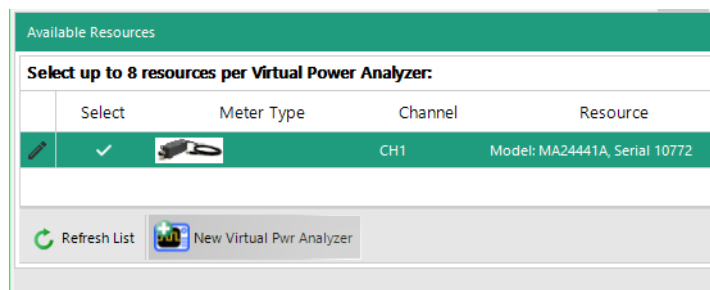 Available Resources
Select up to 8 resources per Virtual Power Analyzer:
Select Meter Type Channel Resource
CH1 Model: MA24441A, Serial 10772
Refresh List New Virtual Pwr Analyzer